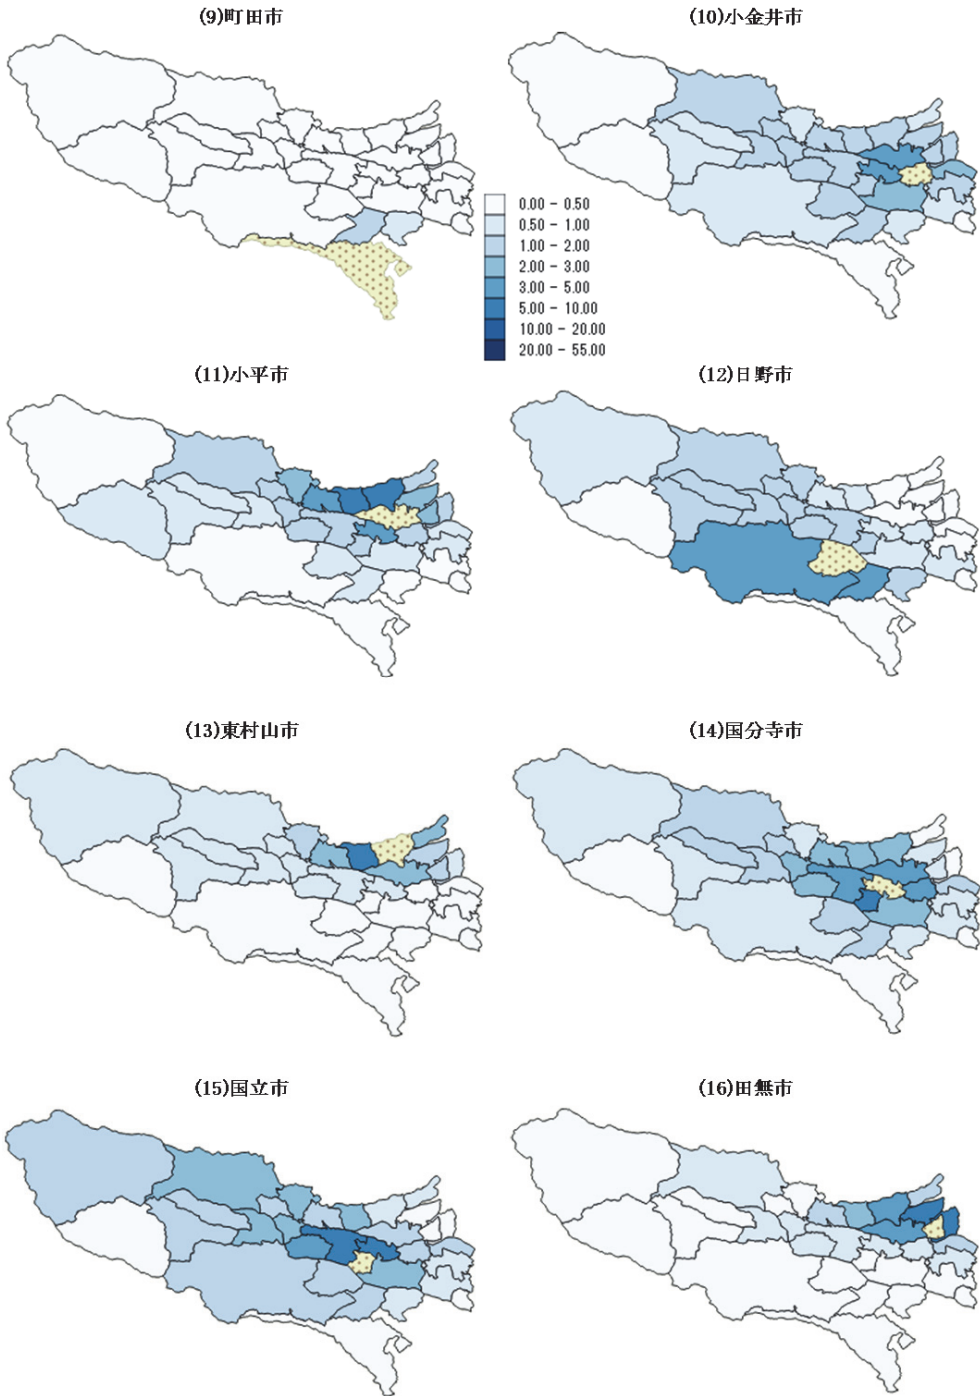 (9)町田市
(10)小金井市
0.00 - 0.50
0.50 - 1.00
1.00 - 2.00
2.00 - 3.00
3.00 - 5.00
5.00 - 10.00
10.00 - 20.00
20.00 - 55.00
(11)小平市
(12)日野市
(13)東村山市
(14)国分寺市
(15)国立市
(16)田無市